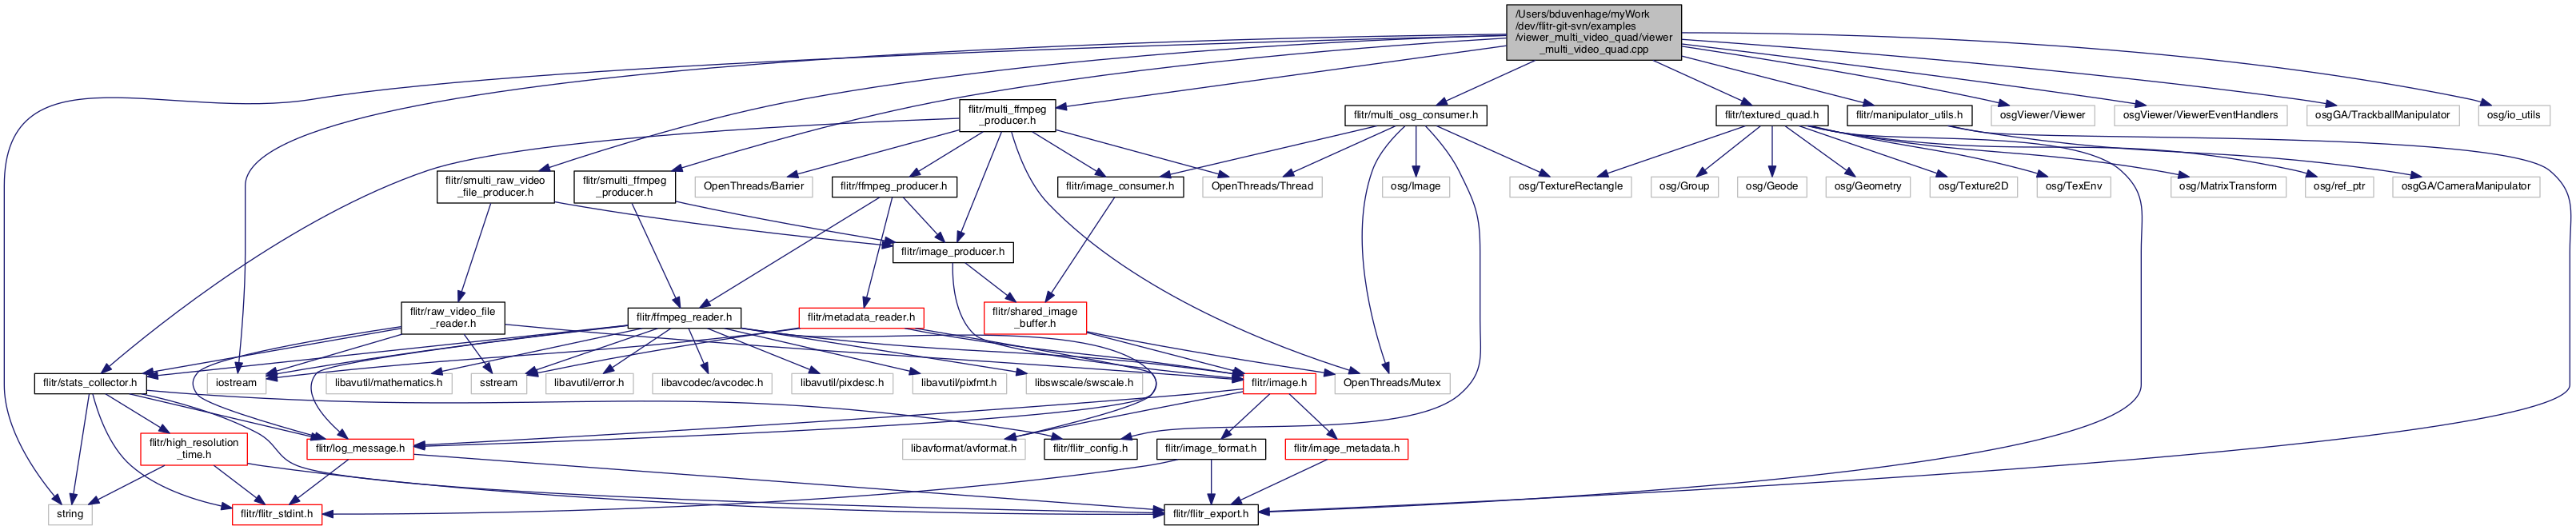 /Users/bduvenhage/myWork
/dev/flitr-git-svn/examples
/viewer_multi_video_quad/viewer
_multi_video_quad.cpp
flitr/multi_ffmpeg
_producer.h
flitr/multi_osg_consumer.h
flitr/textured_quad.h
flitr/manipulator_utils.h
osgViewer/Viewer
osgViewer/ViewerEventHandlers
osgGA/TrackballManipulator
osg/io_utils
flitr/smulti_raw_video
_file_producer.h
flitr/smulti_ffmpeg
_producer.h
OpenThreads/Barrier
flitr/ffmpeg_producer.h
flitr/image_consumer.h
OpenThreads/Thread
osg/Image
osg/TextureRectangle
osg/Group
osg/Geode
osg/Geometry
osg/Texture2D
osg/TexEnv
osg/MatrixTransform
osg/ref_ptr
osgGA/CameraManipulator
flitr/image_producer.h
flitr/raw_video_file
_reader.h
flitr/ffmpeg_reader.h
flitr/metadata_reader.h
flitr/shared_image
_buffer.h
flitr/stats_collector.h
iostream
libavutil/mathematics.h
sstream
libavutil/error.h
libavcodec/avcodec.h
libavutil/pixdesc.h
libavutil/pixfmt.h
libswscale/swscale.h
flitr/image.h
OpenThreads/Mutex
flitr/high_resolution
_time.h
flitr/log_message.h
libavformat/avformat.h
flitr/flitr_config.h
flitr/image_format.h
flitr/image_metadata.h
string
flitr/flitr_stdint.h
flitr/flitr_export.h